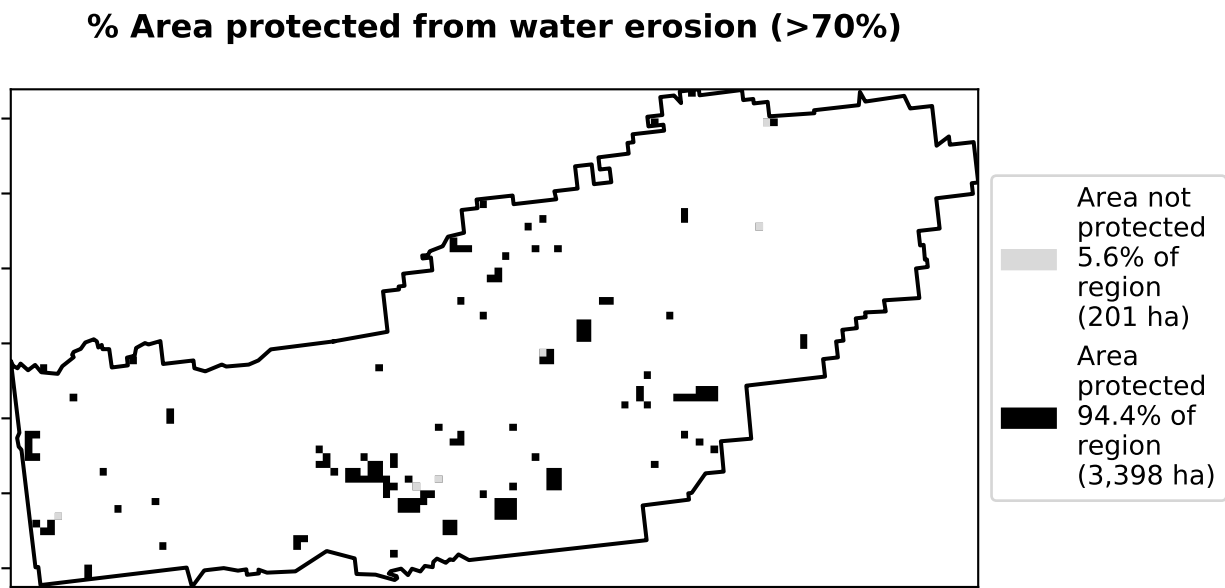 % Area protected from water erosion (>70%)
Area not
protected
5.6% of
region
(201 ha)
Area
protected
94.4% of
region
(3,398 ha)